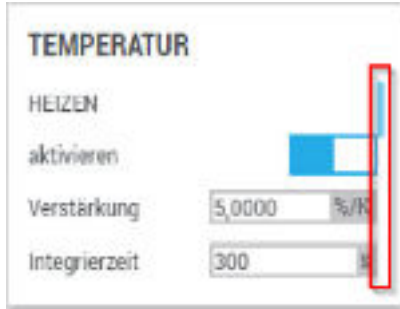 TEMPERATUR
HEIZEN
aktivieren
Verstärkung 5,0000 %/K
Integrierzeit 300